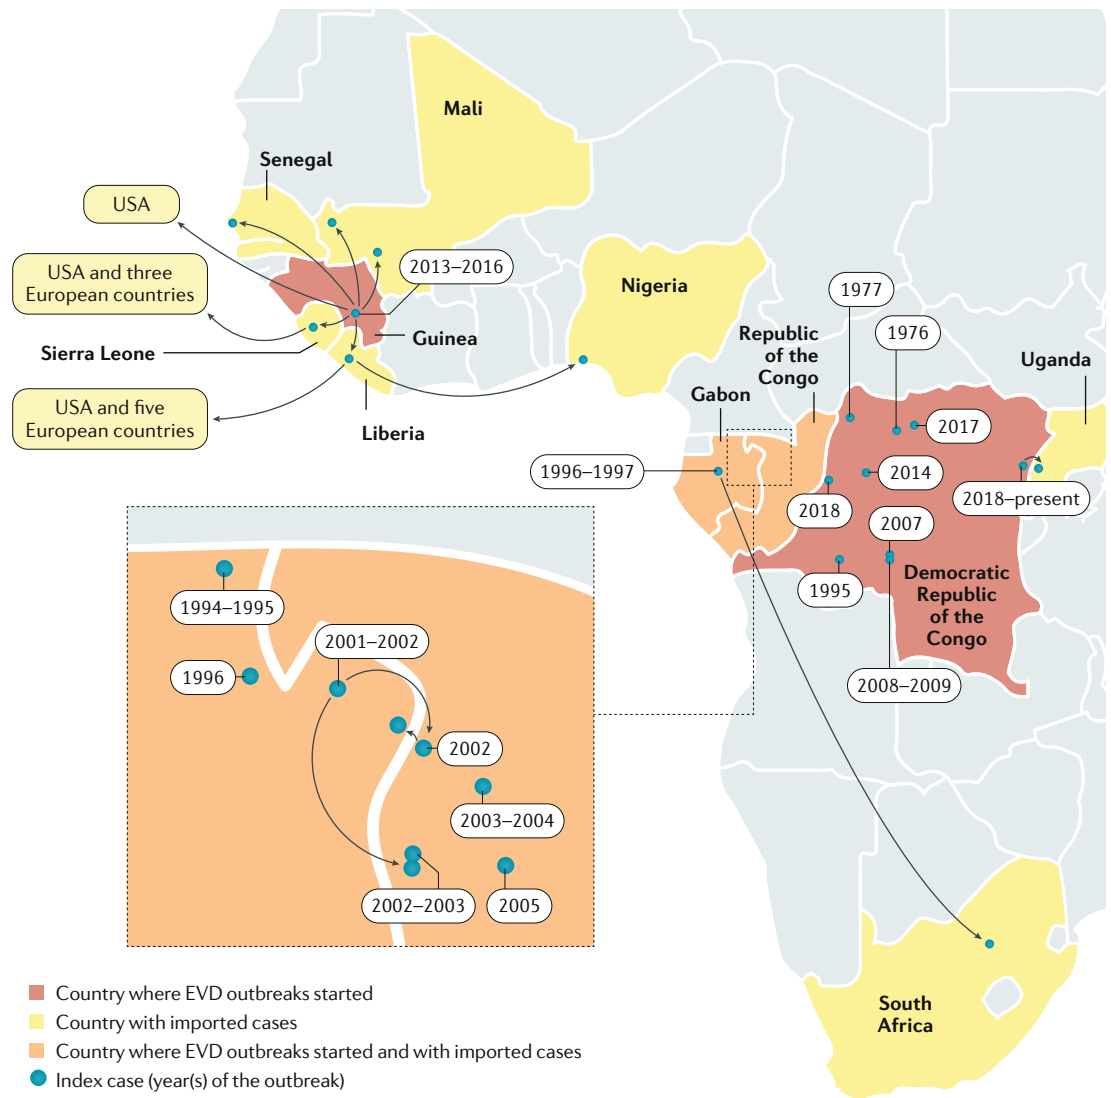 Mali
Senegal
USA
USA and three
European countries
2013–2016
Nigeria
1977
Guinea
Republic
of the
Congo
1976
Sierra Leone
Uganda
Gabon
USA and five
European countries
Liberia
2017
1996–1997
2014
2018–present
2018
2007
1995
Democratic
Republic
of the
Congo
2008–2009
1994–1995
2001–2002
1996
2002
2003–2004
2002–2003
2005
South
Africa
Country where EVD outbreaks started
Country with imported cases
Country where EVD outbreaks started and with imported cases
Index case (year(s) of the outbreak)